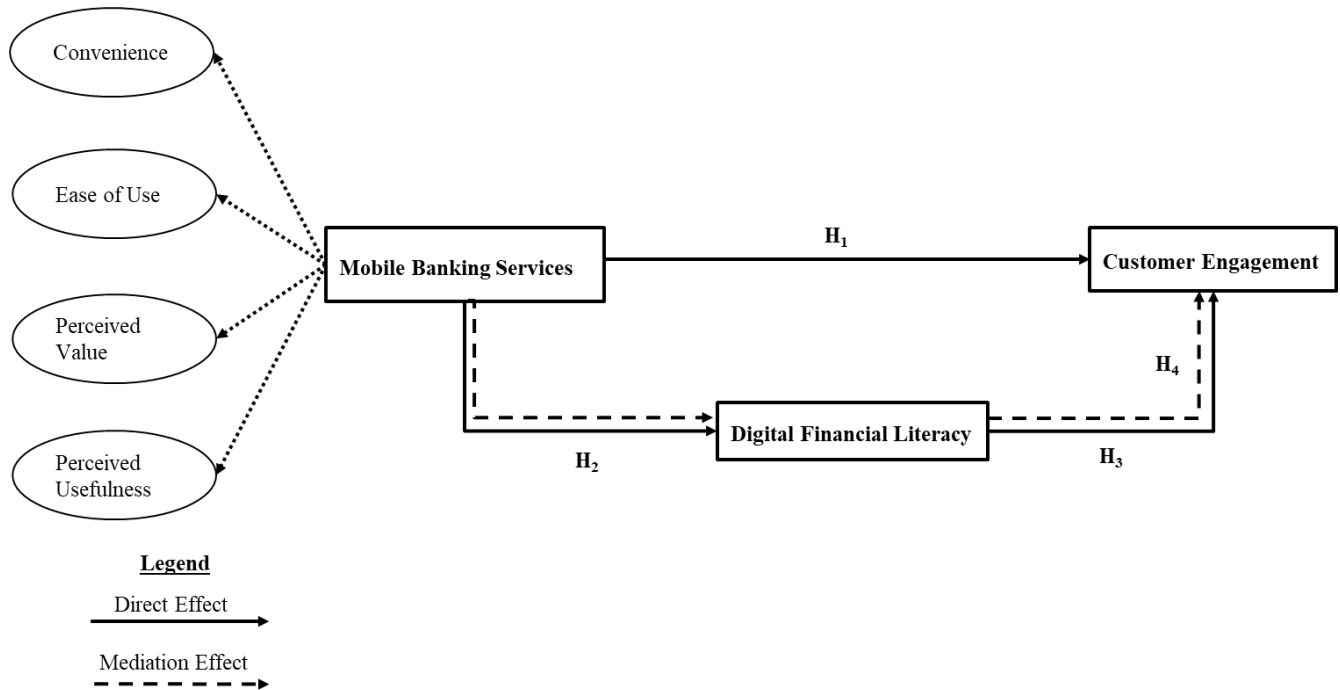 Convenience
Ease of Use
Perceived
Value
Perceived
Usefulness
Mobile Banking Services
H₁
Customer Engagement
H₄
Digital Financial Literacy
H₂
H₃
Legend
Direct Effect
Mediation Effect